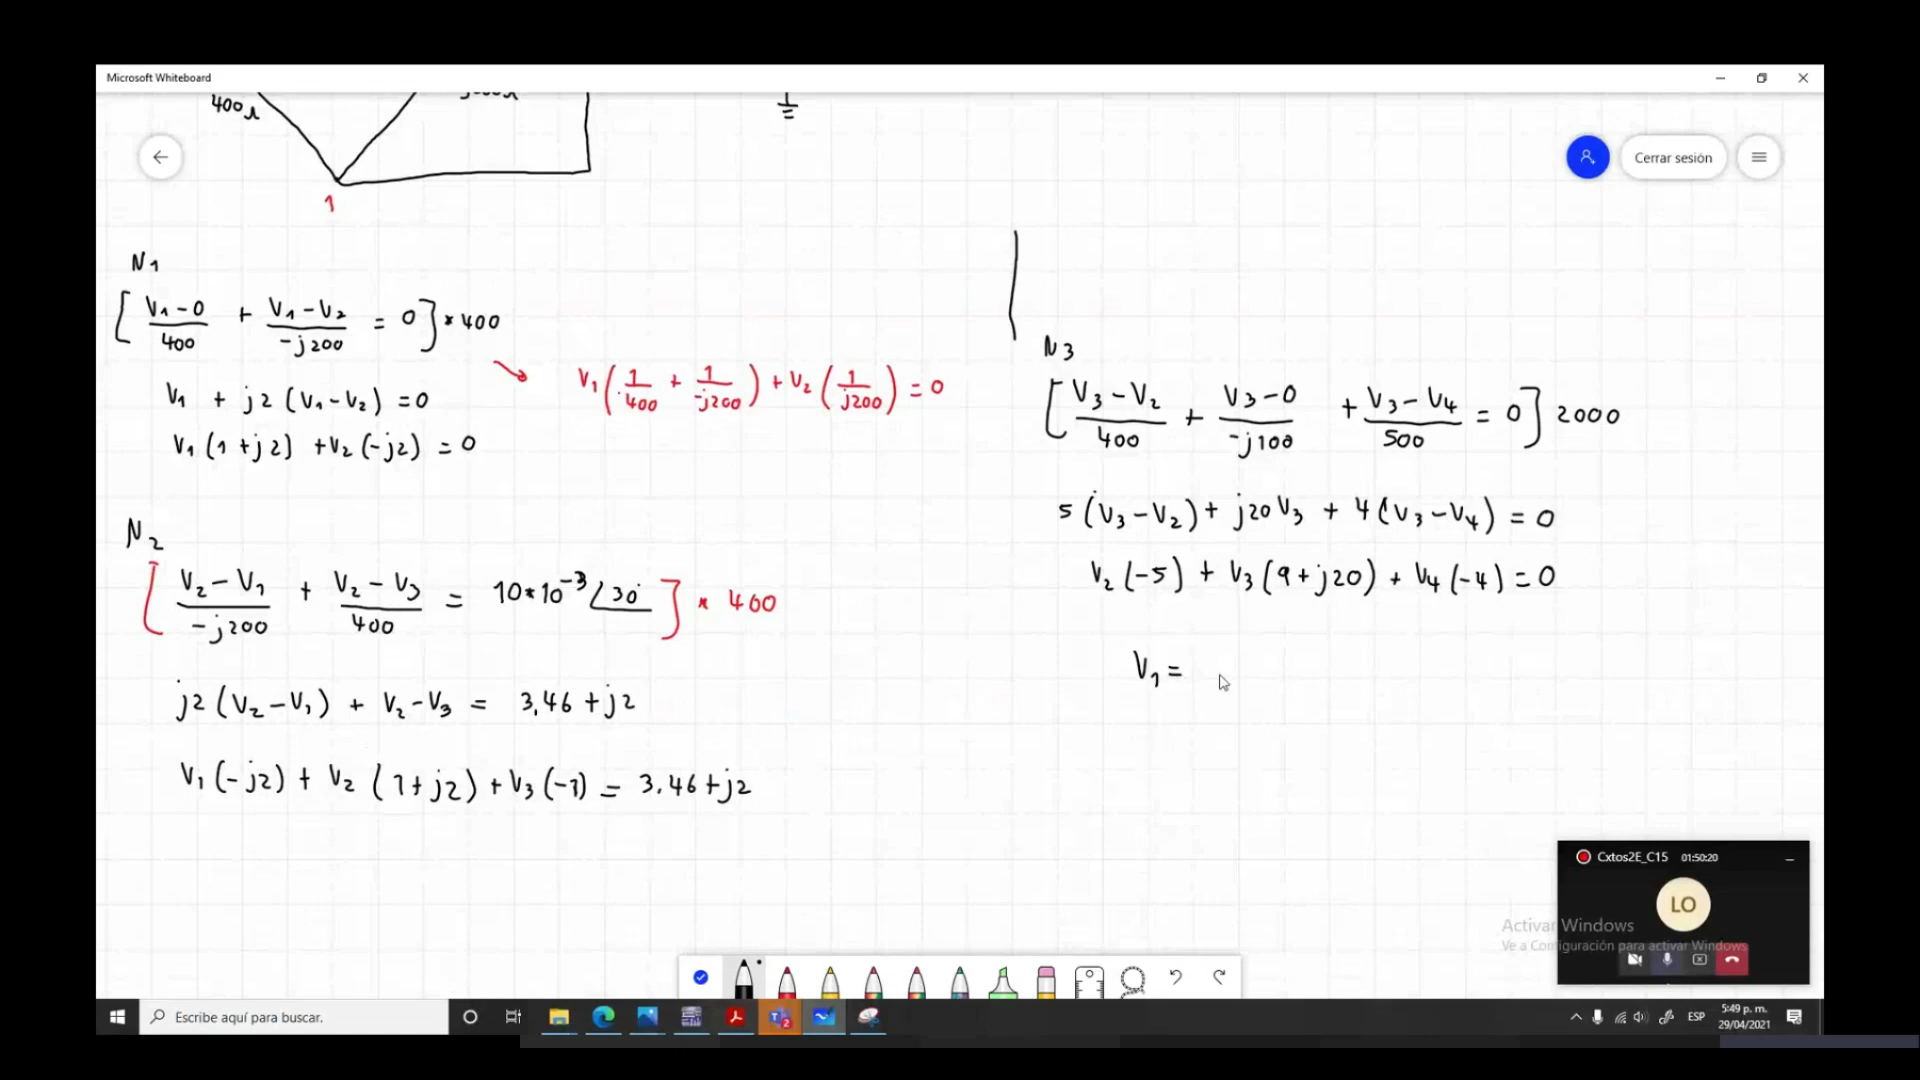 Microsoft Whiteboard
400Ω
Cerrar sesión
1
N1
[ (V1-0)/400 + (V1-V2)/(-j200) = 0 ] * 400
V1 + j2 (V1-V2) = 0
V1 (1+j2) + V2 (-j2) = 0
V1 ( 1/400 + 1/(-j200) ) + V2 ( 1/(j200) ) = 0
N2
[ (V2-V1)/(-j200) + (V2-V3)/400 = 10*10^-3 ∠30° ] * 400
j2 (V2-V1) + V2-V3 = 3.46 + j2
V1 (-j2) + V2 (1+j2) + V3 (-1) = 3.46 + j2
N3
[ (V3-V2)/400 + (V3-0)/(-j100) + (V3-V4)/500 = 0 ] 2000
5 (V3-V2) + j20 V3 + 4 (V3-V4) = 0
V2 (-5) + V3 (9+j20) + V4 (-4) = 0
V1 =
Cxtos2E_C15 01:50:20
LO
Activar Windows
Ve a Configuración para activar Windows.
Escribe aquí para buscar.
ESP
5:49 p. m.
29/04/2021